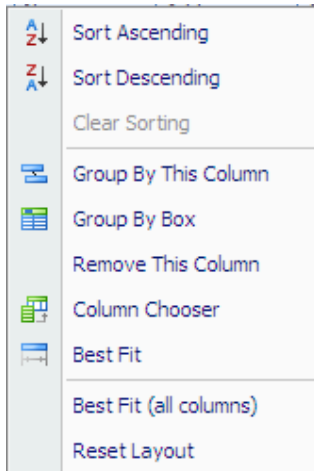 Sort Ascending
Sort Descending
Clear Sorting
Group By This Column
Group By Box
Remove This Column
Column Chooser
Best Fit
Best Fit (all columns)
Reset Layout